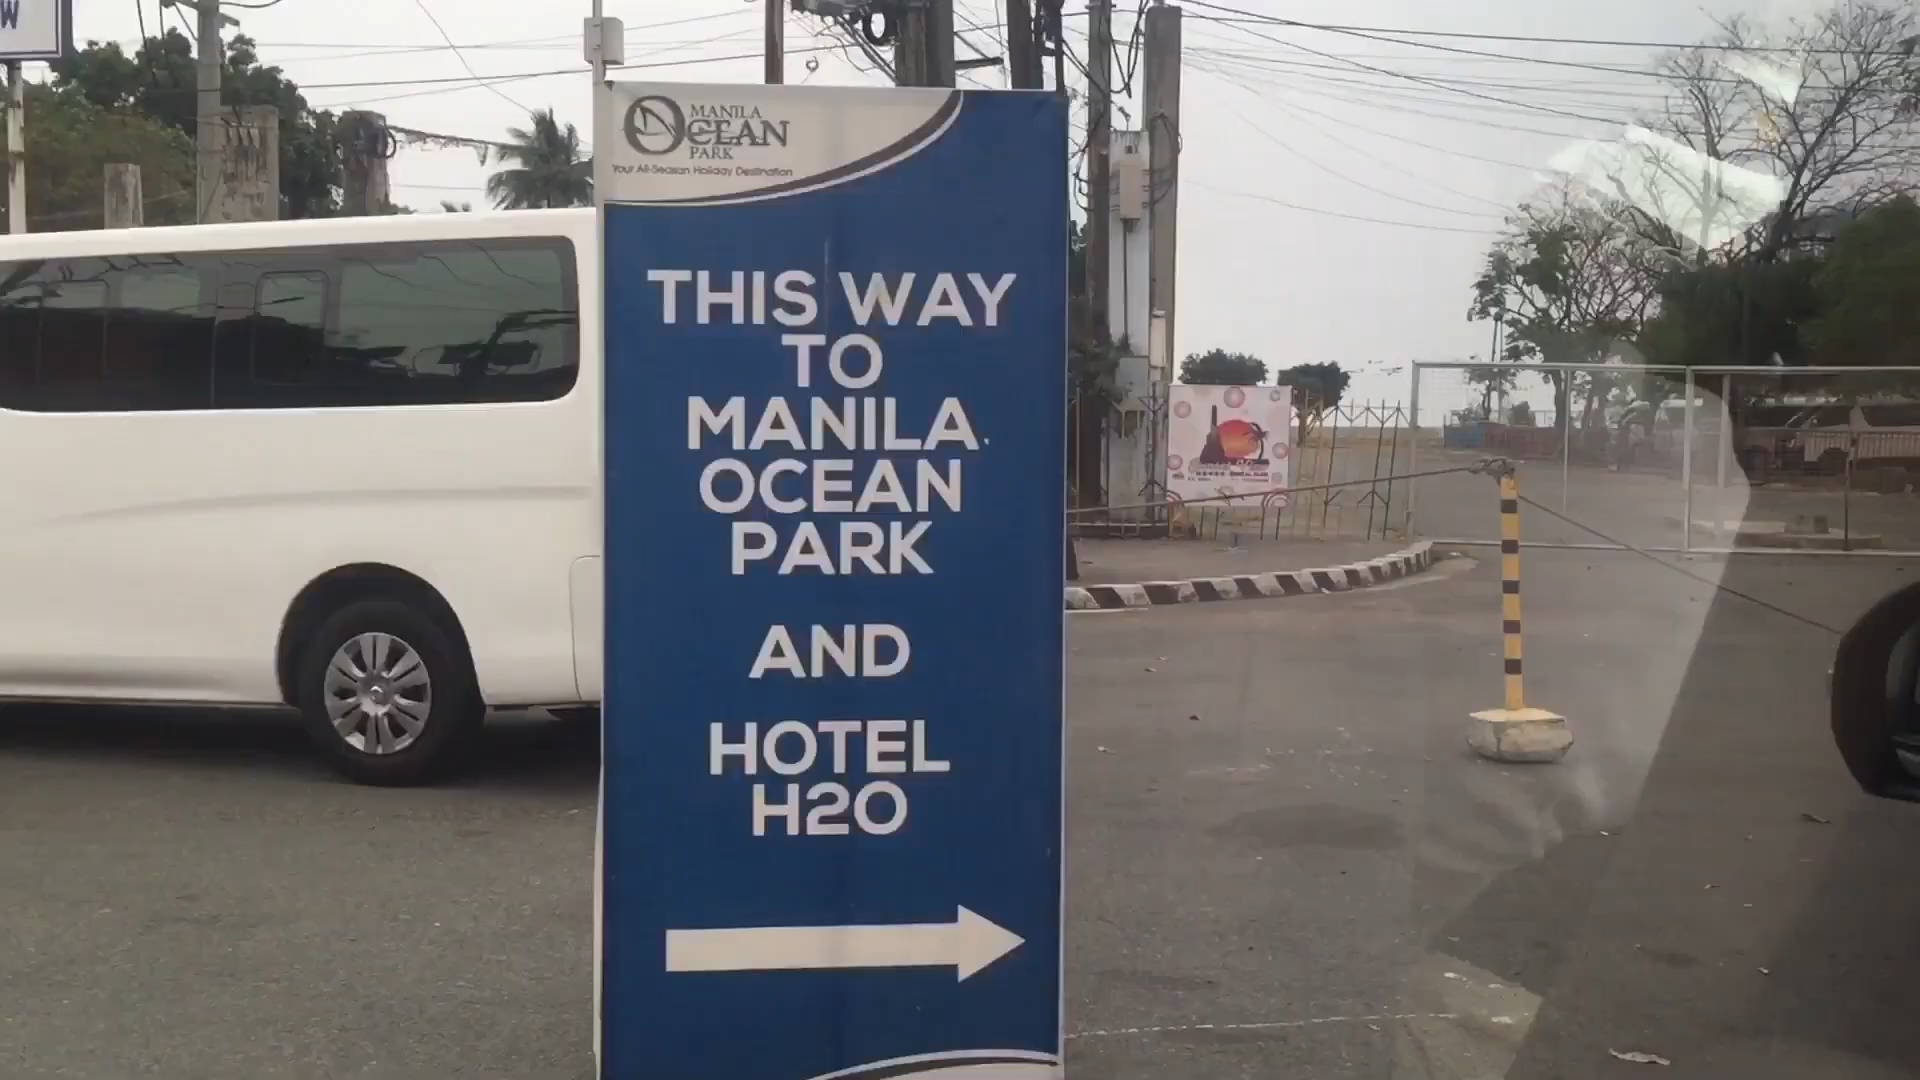 W
MANILA
OCEAN
PARK
Your All-Season Holiday Destination
THIS WAY
TO
MANILA
OCEAN
PARK
AND
HOTEL
H2O